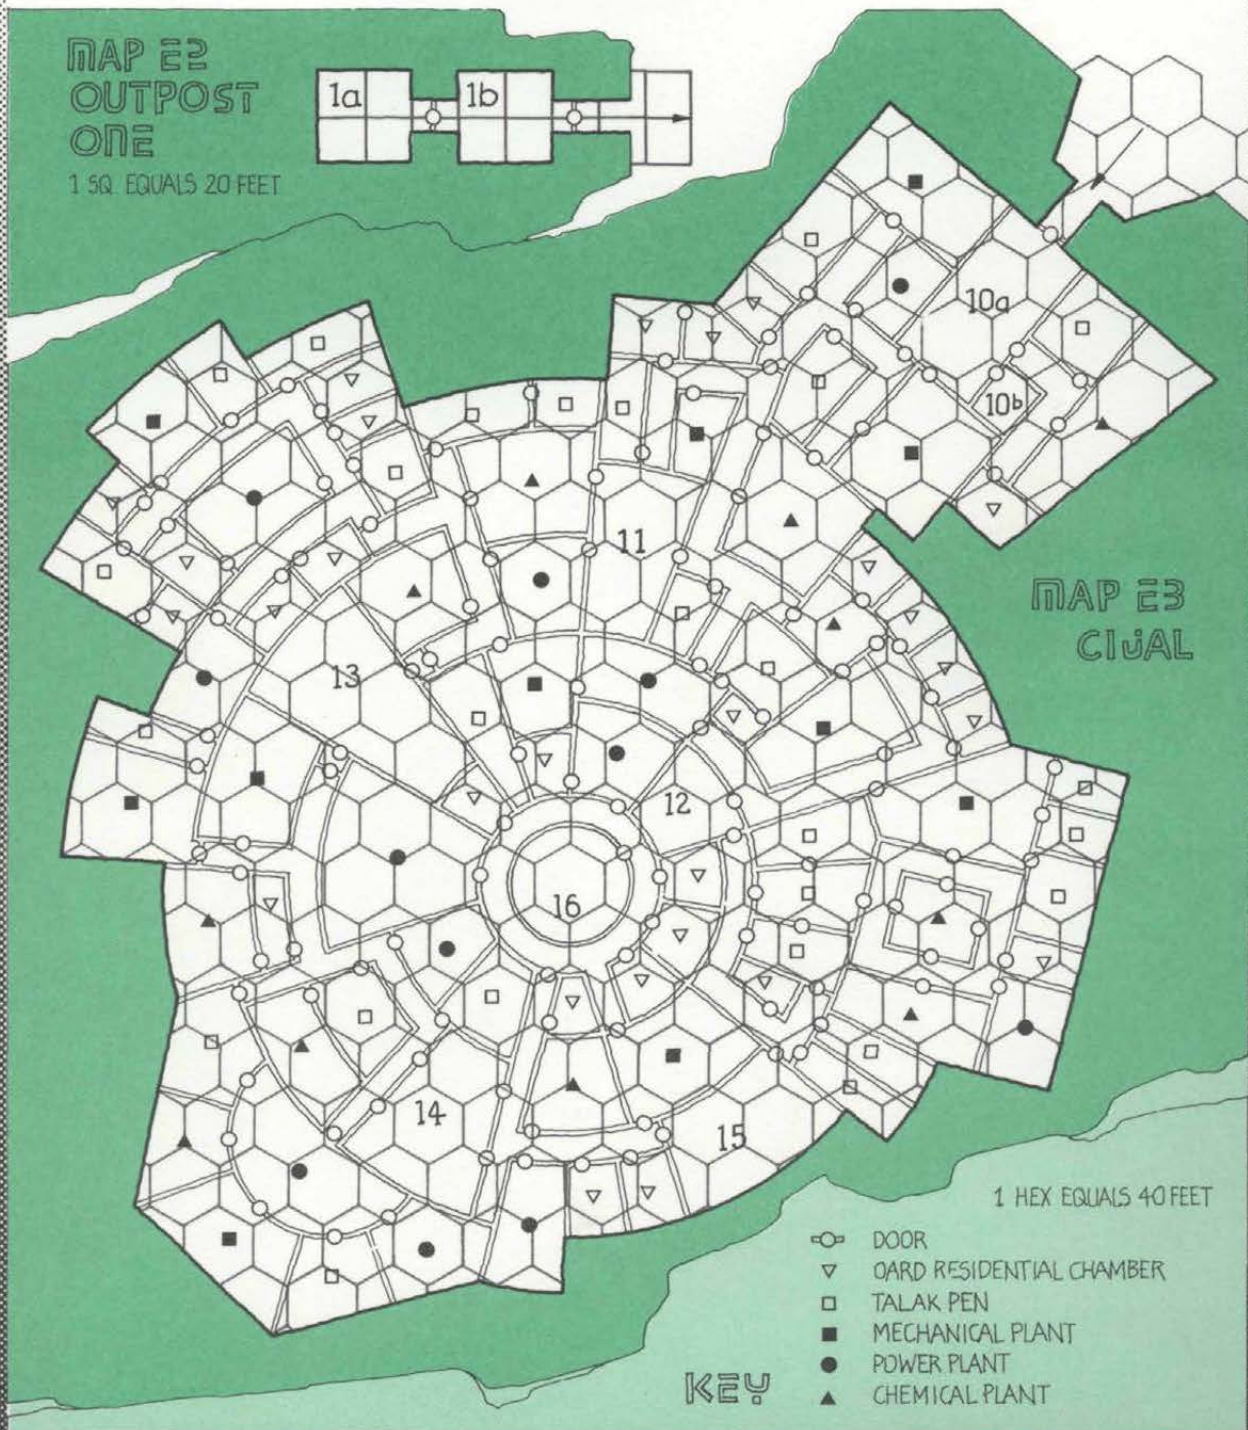 MAP E2
OUTPOST
ONE
1 SQ. EQUALS 20 FEET
1a
1b
10a
10b
11
MAP E3
CIJAL
13
12
16
14
15
1 HEX EQUALS 40 FEET
DOOR
OARD RESIDENTIAL CHAMBER
TALAK PEN
MECHANICAL PLANT
POWER PLANT
CHEMICAL PLANT
KEY